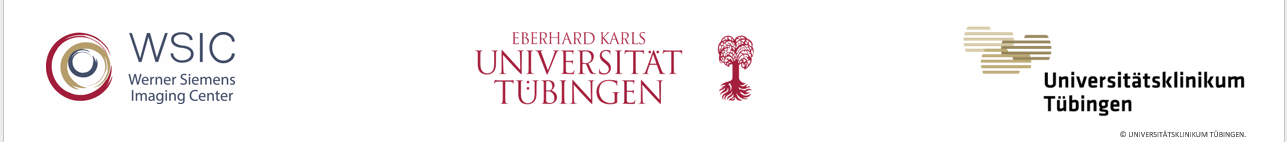 WSIC
Werner Siemens
Imaging Center
EBERHARD KARLS
UNIVERSITÄT
TÜBINGEN
Universitätsklinikum
Tübingen
© UNIVERSITÄTSKLINIKUM TÜBINGEN.